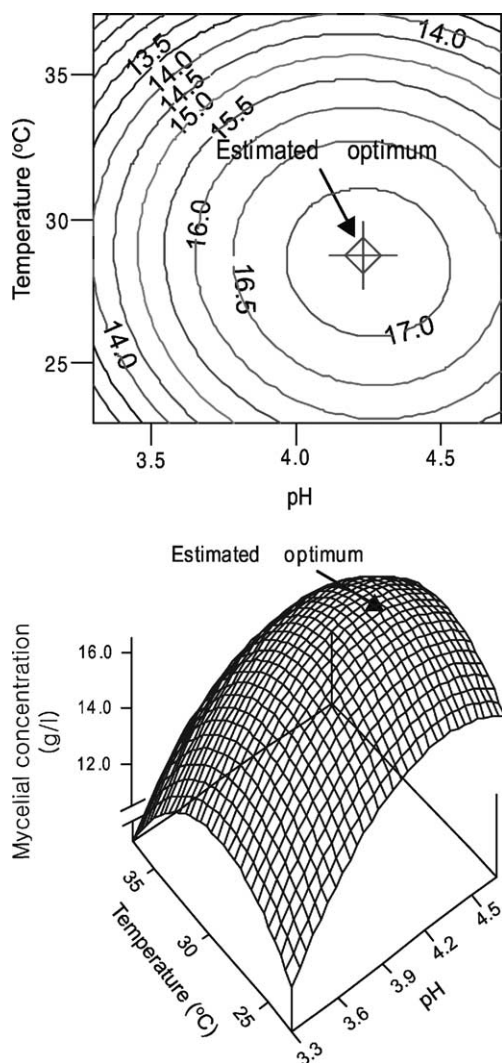 13.5
14.0
14.0
14.5
15.0
15.5
Estimated optimum
16.0
16.5
17.0
14.0
35
30
25
Temperature (ºC)
3.5 4.0 4.5
pH
Estimated optimum
16.0
14.0
12.0
Mycelial concentration
(g/l)
35
30
25
Temperature (ºC)
3.3 3.6 3.9 4.2 4.5
pH